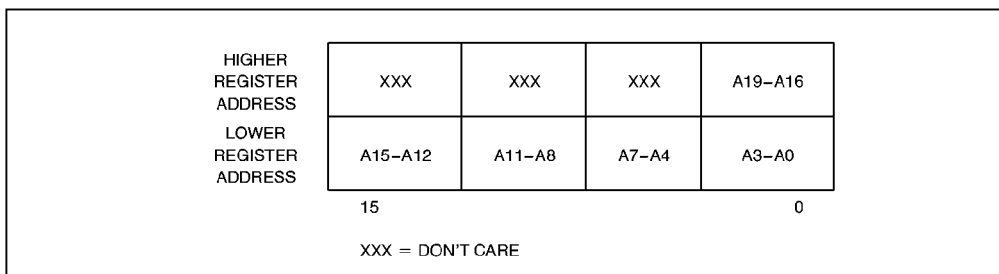 HIGHER
REGISTER
ADDRESS
XXX
XXX
XXX
A19–A16
LOWER
REGISTER
ADDRESS
A15–A12
A11–A8
A7–A4
A3–A0
15
0
XXX = DON'T CARE